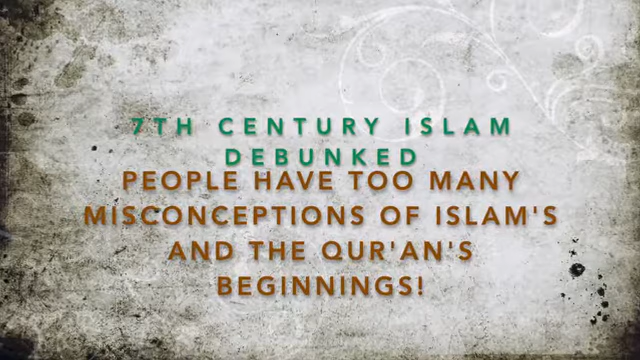 7TH CENTURY ISLAM
DEBUNKED
PEOPLE HAVE TOO MANY
MISCONCEPTIONS OF ISLAM'S
AND THE QUR'AN'S
BEGINNINGS!